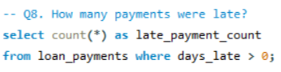 -- Q8. How many payments were late?
select count(*) as late_payment_count
from loan_payments where days_late > 0;